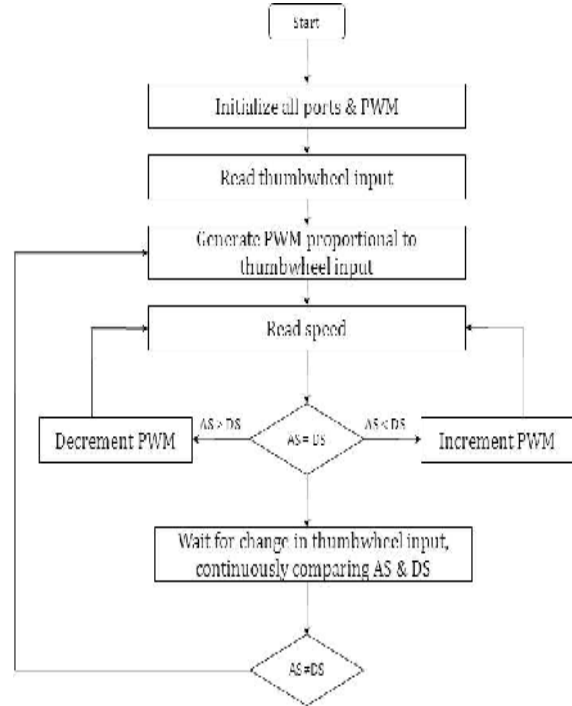 Start
Initialize all ports & PWM
Read thumbwheel input
Generate PWM proportional to
thumbwheel input
Read speed
AS > DS
AS < DS
Decrement PWM
AS = DS
Increment PWM
Wait for change in thumbwheel input,
continuously comparing AS & DS
AS ≠DS